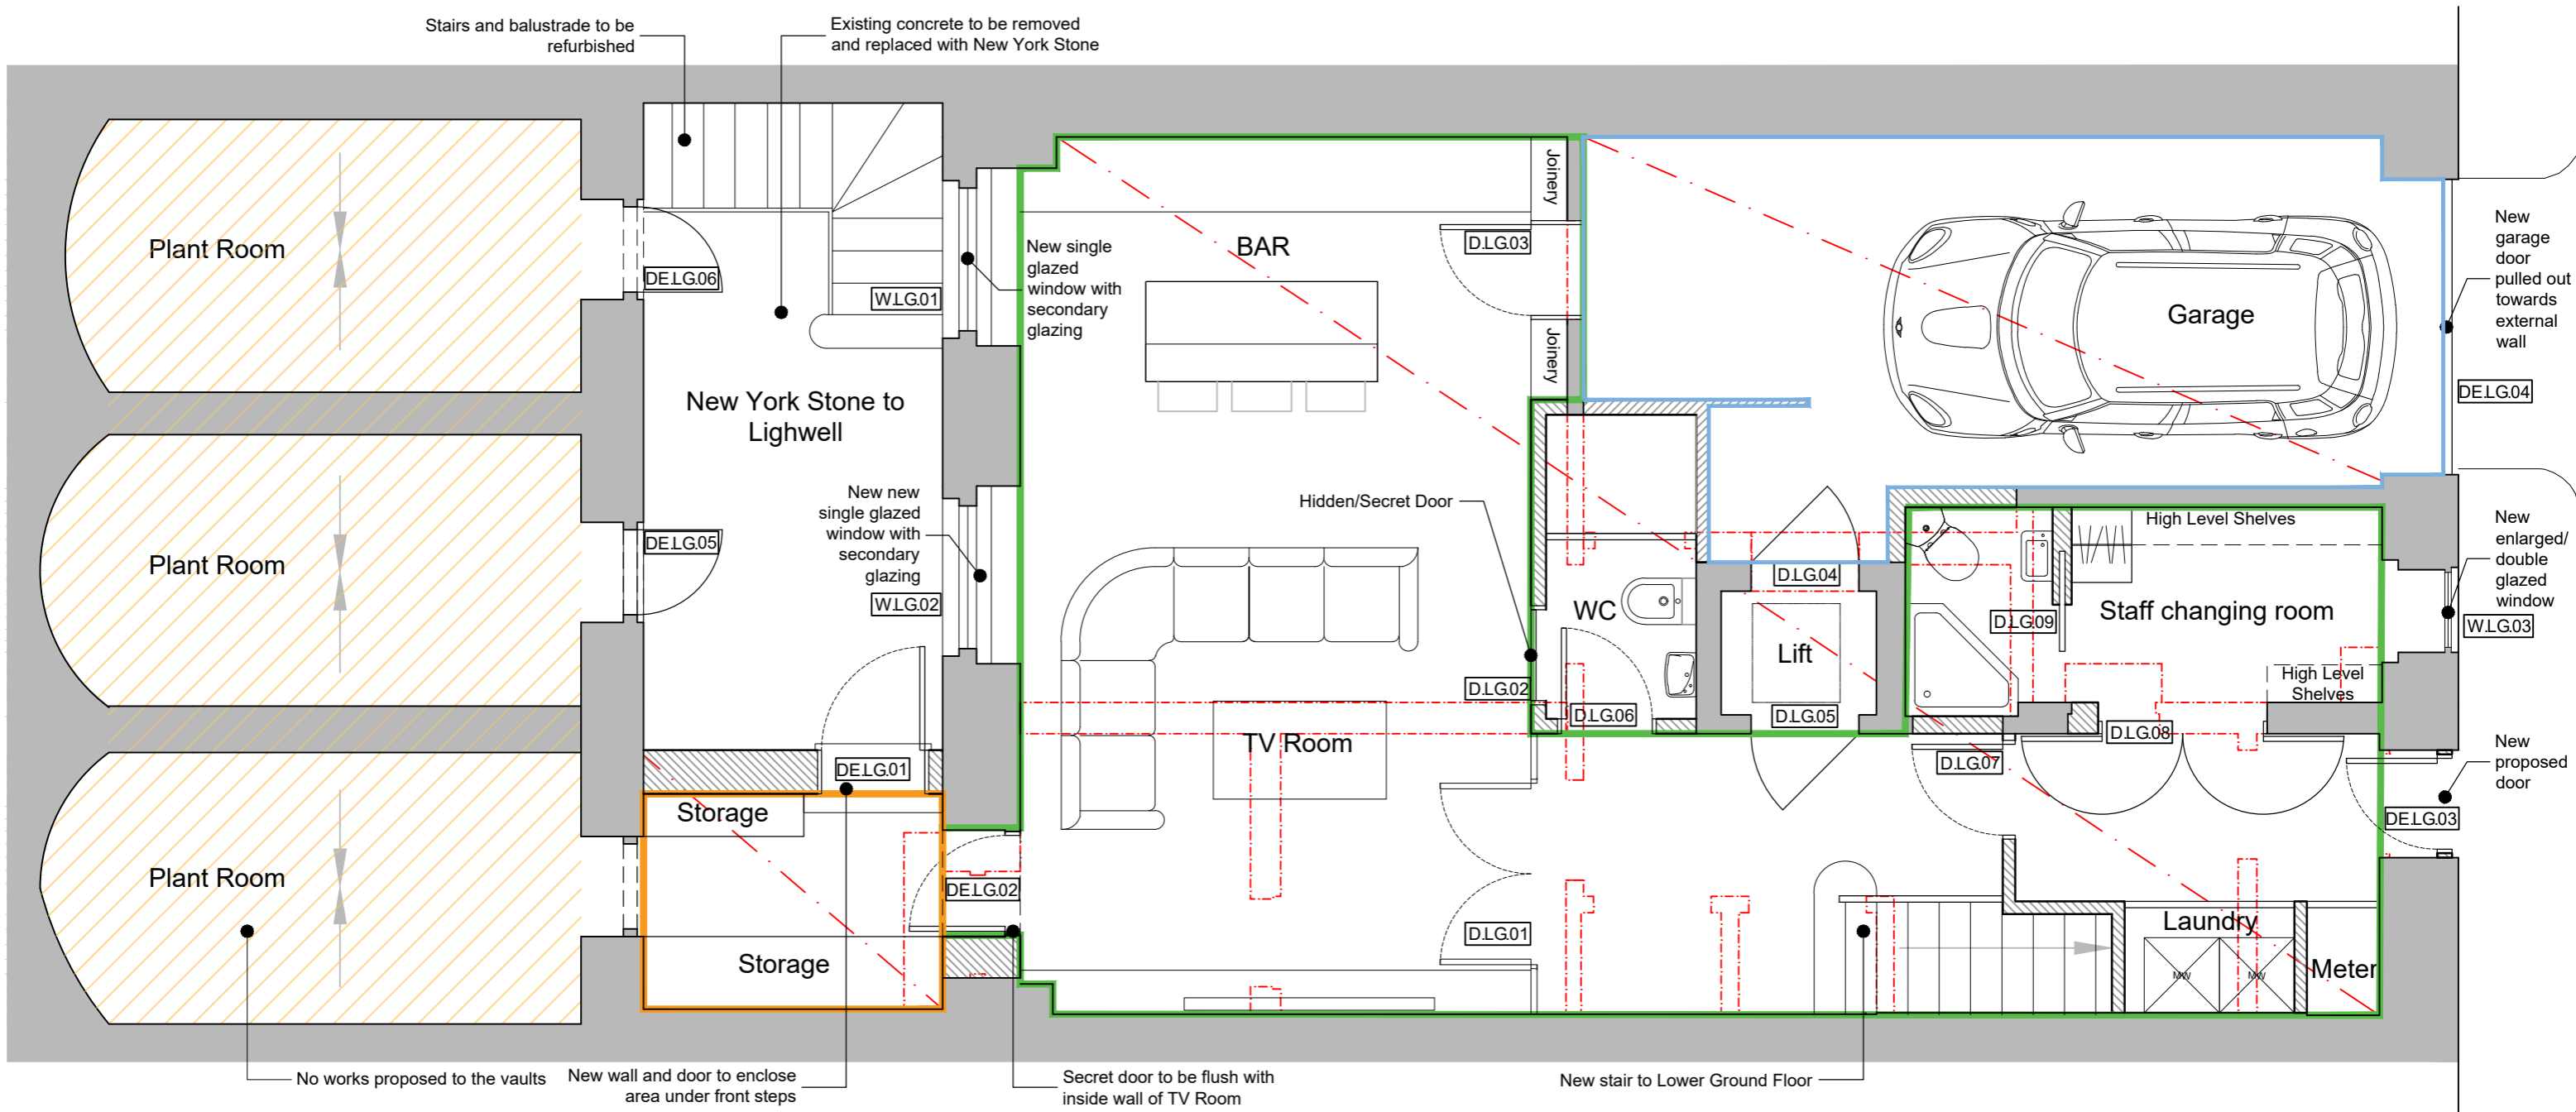 Stairs and balustrade to be
refurbished
Existing concrete to be removed
and replaced with New York Stone
Plant Room
DE.LG.06
W.LG.01
New single
glazed
window with
secondary
glazing
BAR
Joinery
D.LG.03
Joinery
Garage
New
garage
door
pulled out
towards
external
wall
DE.LG.04
New York Stone to
Lighwell
Plant Room
DE.LG.05
New new
single glazed
window with
secondary
glazing
W.LG.02
Hidden/Secret Door
WC
D.LG.02
D.LG.06
D.LG.04
Lift
D.LG.05
High Level Shelves
D.LG.09
Staff changing room
High Level
Shelves
D.LG.08
D.LG.07
New
enlarged/
double
glazed
window
W.LG.03
New
proposed
door
DE.LG.03
TV Room
DE.LG.01
Storage
Plant Room
DE.LG.02
Storage
D.LG.01
Laundry
MW
MW
Meter
No works proposed to the vaults
New wall and door to enclose
area under front steps
Secret door to be flush with
inside wall of TV Room
New stair to Lower Ground Floor